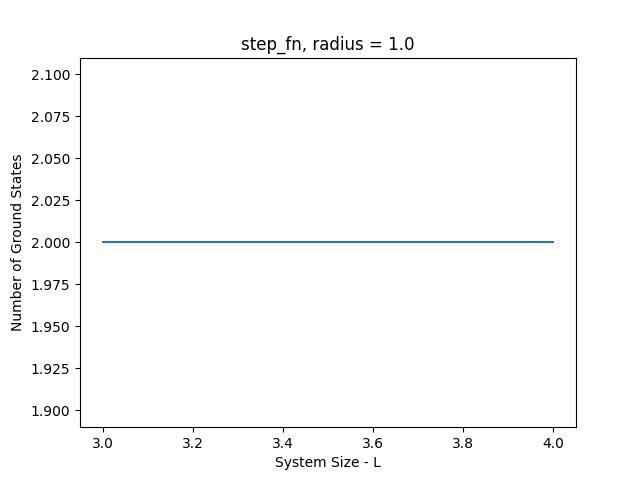 step_fn, radius = 1.0
Number of Ground States
2.100
2.075
2.050
2.025
2.000
1.975
1.950
1.925
1.900
3.0 3.2 3.4 3.6 3.8 4.0
System Size - L